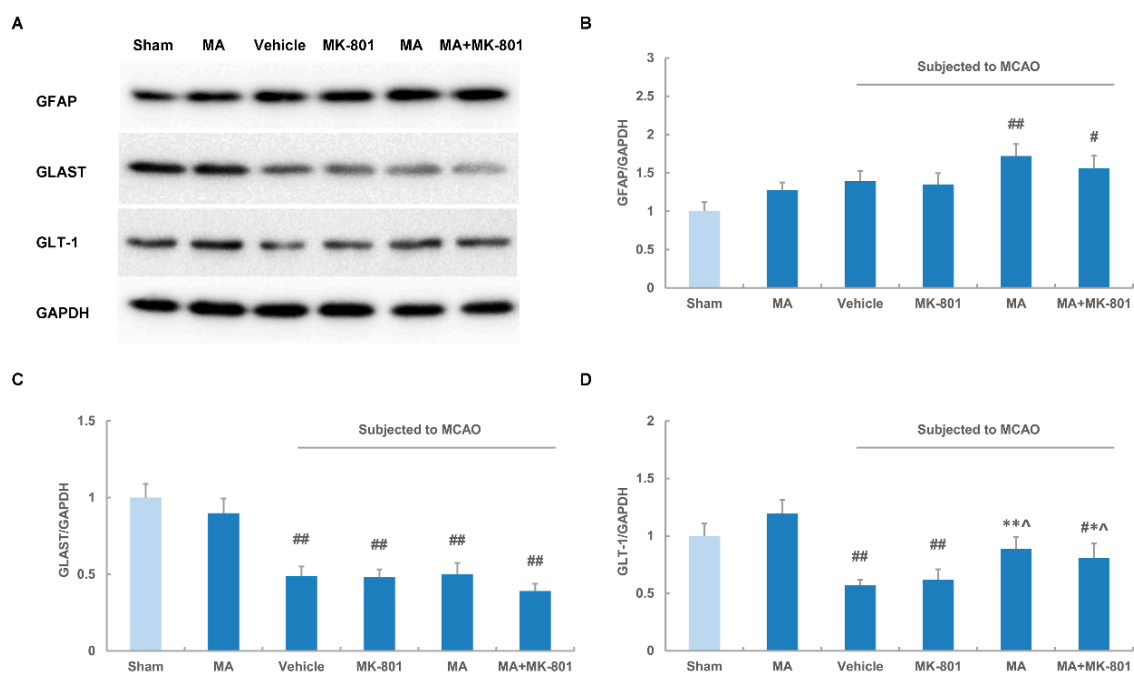 A
Sham MA Vehicle MK-801 MA MA+MK-801
GFAP
GLAST
GLT-1
GAPDH
B
Subjected to MCAO
GFAP/GAPDH
3
2.5
2
1.5
1
0.5
0
## #
Sham MA Vehicle MK-801 MA MA+MK-801
C
Subjected to MCAO
GLAST/GAPDH
1.5
1
0.5
0
## ## ## ##
Sham MA Vehicle MK-801 MA MA+MK-801
D
Subjected to MCAO
GLT-1/GAPDH
2
1.5
1
0.5
0
## ## **^ #*^
Sham MA Vehicle MK-801 MA MA+MK-801